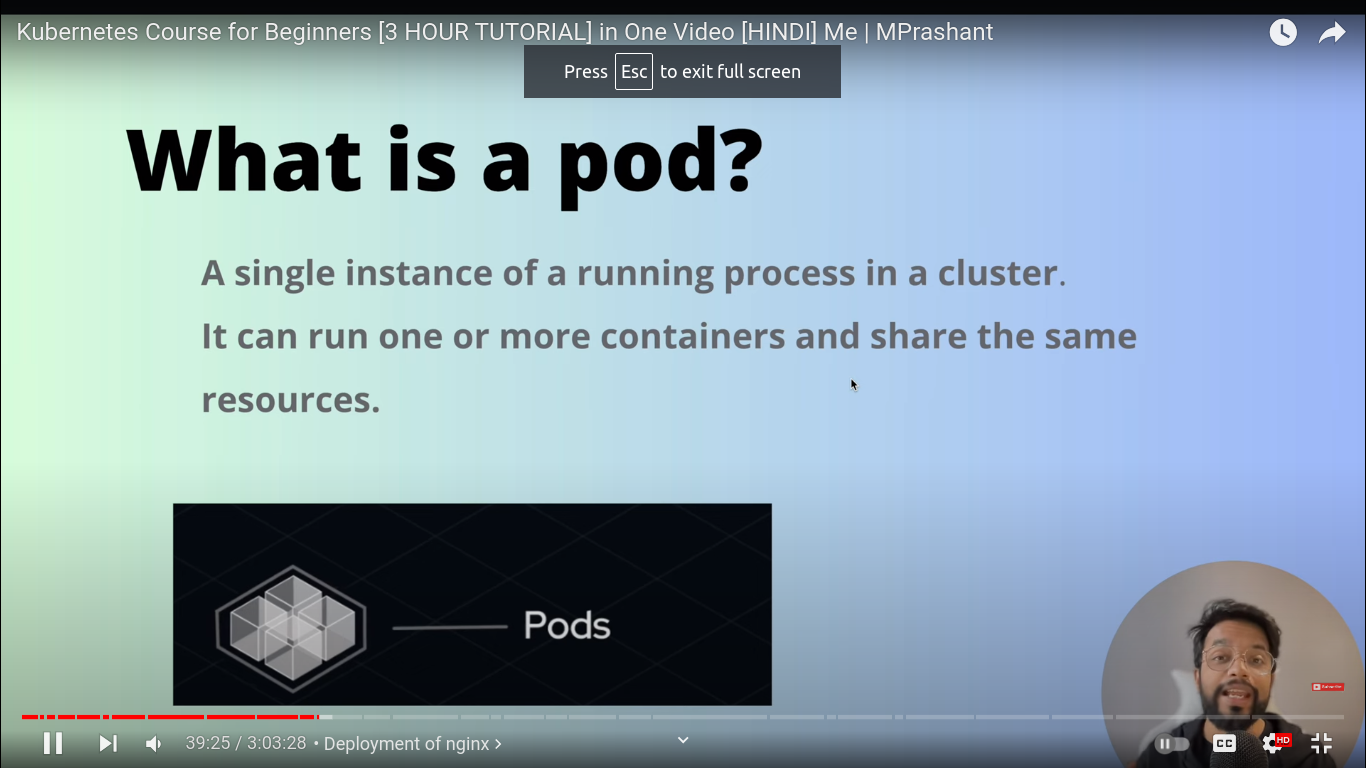 Kubernetes Course for Beginners [3 HOUR TUTORIAL] in One Video [HINDI] Me | MPrashant
Press Esc to exit full screen
What is a pod?
A single instance of a running process in a cluster.
It can run one or more containers and share the same
resources.
Pods
Subscribe
39:25 / 3:03:28 • Deployment of nginx >
CC
HD